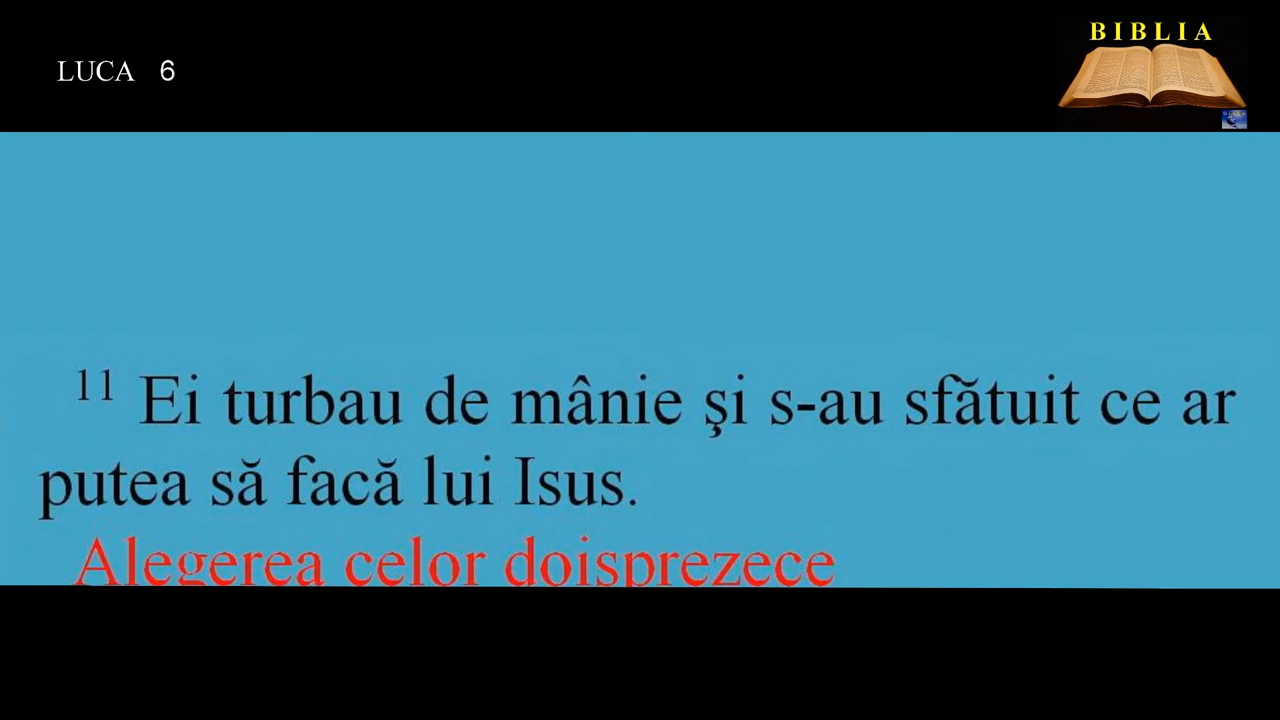 BIBLIA
LUCA 6
11 Ei turbau de mânie şi s-au sfătuit ce ar
putea să facă lui Isus.
Alegerea celor doisprezece